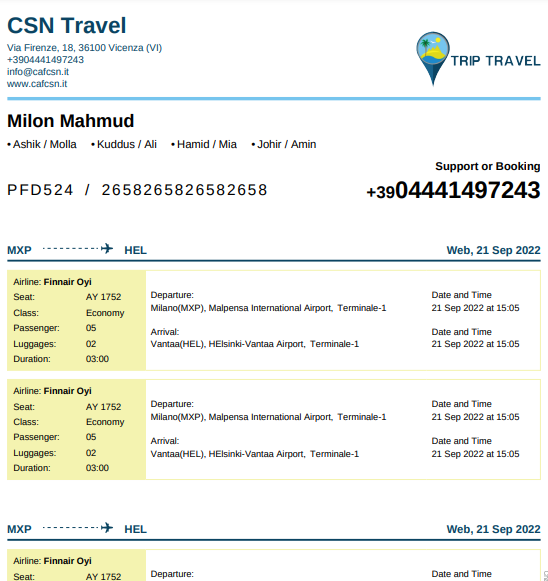 CSN Travel
Via Firenze, 18, 36100 Vicenza (VI)
+3904441497243
info@cafcsn.it
www.cafcsn.it
TRIP TRAVEL
Milon Mahmud
• Ashik / Molla • Kuddus / Ali • Hamid / Mia • Johir / Amin
Support or Booking
PFD524 / 2658265826582658
+3904441497243
MXP HEL Web, 21 Sep 2022
Airline: Finnair Oyi
Seat: AY 1752
Class: Economy
Passenger: 05
Luggages: 02
Duration: 03:00
Departure: Date and Time
Milano(MXP), Malpensa International Airport, Terminale-1 21 Sep 2022 at 15:05
Arrival: Date and Time
Vantaa(HEL), HElsinki-Vantaa Airport, Terminale-1 21 Sep 2022 at 15:05
Airline: Finnair Oyi
Seat: AY 1752
Class: Economy
Passenger: 05
Luggages: 02
Duration: 03:00
Departure: Date and Time
Milano(MXP), Malpensa International Airport, Terminale-1 21 Sep 2022 at 15:05
Arrival: Date and Time
Vantaa(HEL), HElsinki-Vantaa Airport, Terminale-1 21 Sep 2022 at 15:05
MXP HEL Web, 21 Sep 2022
Airline: Finnair Oyi
Seat: AY 1752
Departure: Date and Time